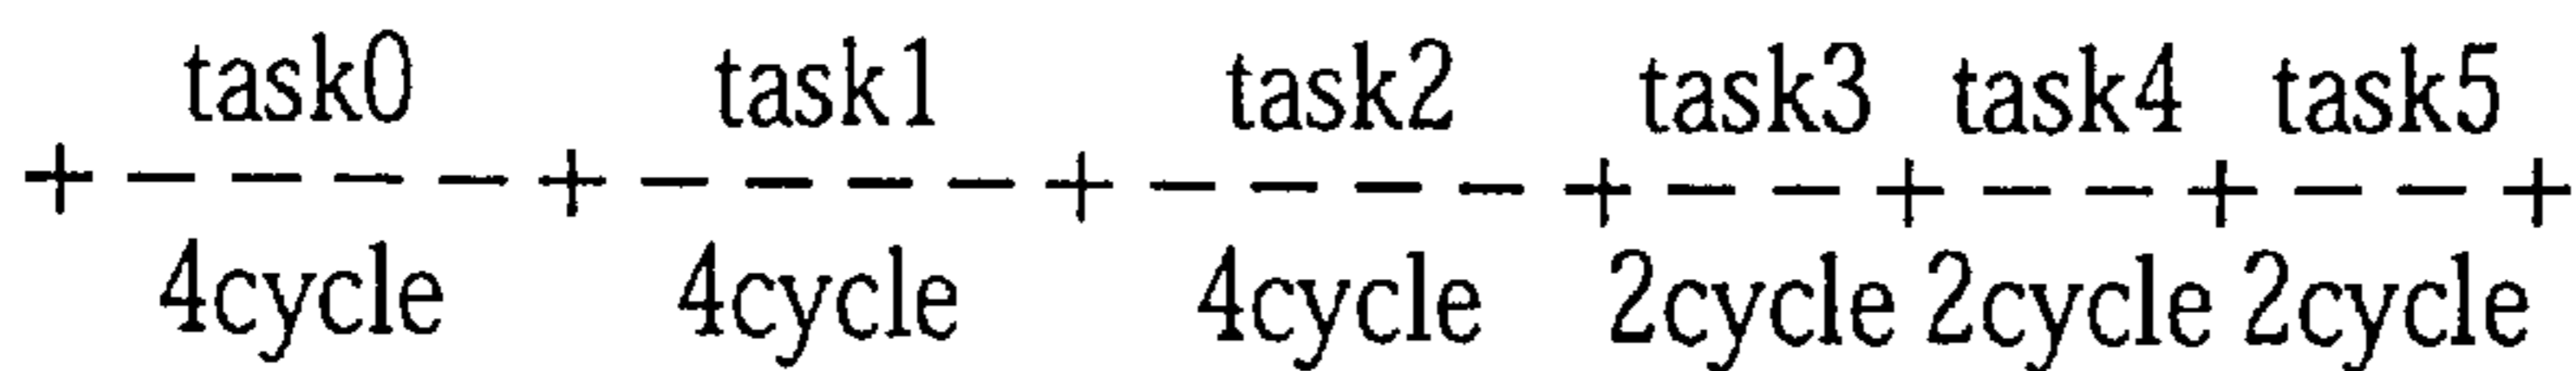 task0 task1 task2 task3 task4 task5
+ - - - - + - - - - + - - - - + - - + - - + - - +
4cycle 4cycle 4cycle 2cycle 2cycle 2cycle